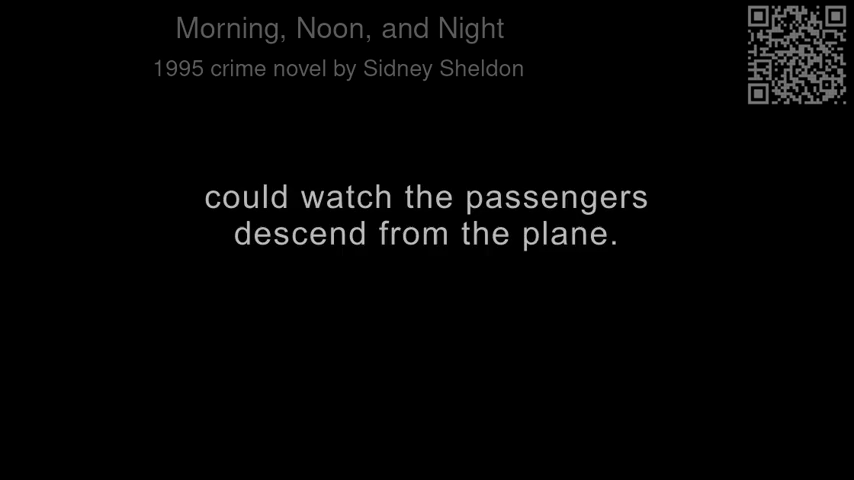 Morning, Noon, and Night
1995 crime novel by Sidney Sheldon
could watch the passengers
descend from the plane.